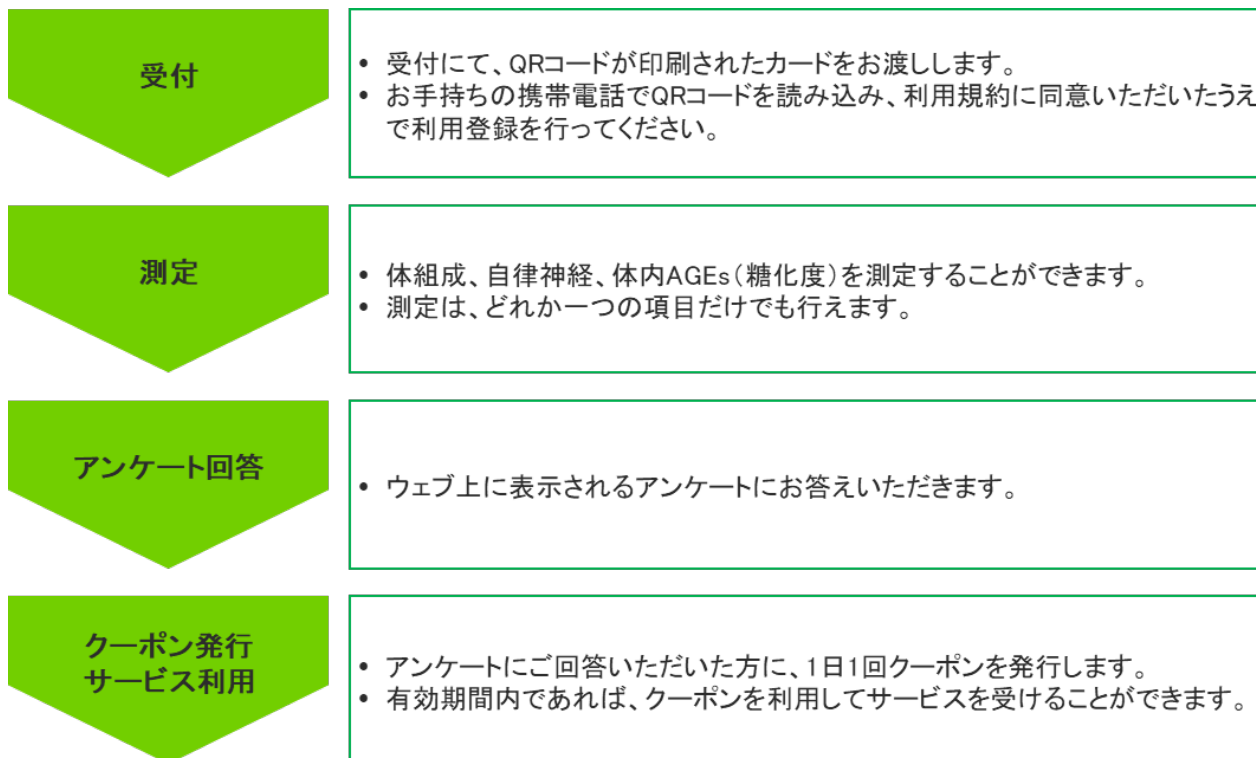 受付
• 受付にて、QRコードが印刷されたカードをお渡しします。
• お手持ちの携帯電話でQRコードを読み込み、利用規約に同意いただいたうえ
で利用登録を行ってください。
測定
• 体組成、自律神経、体内AGEs（糖化度）を測定することができます。
• 測定は、どれか一つの項目だけでも行えます。
アンケート回答
• ウェブ上に表示されるアンケートにお答えいただきます。
クーポン発行
サービス利用
• アンケートにご回答いただいた方に、1日1回クーポンを発行します。
• 有効期間内であれば、クーポンを利用してサービスを受けることができます。